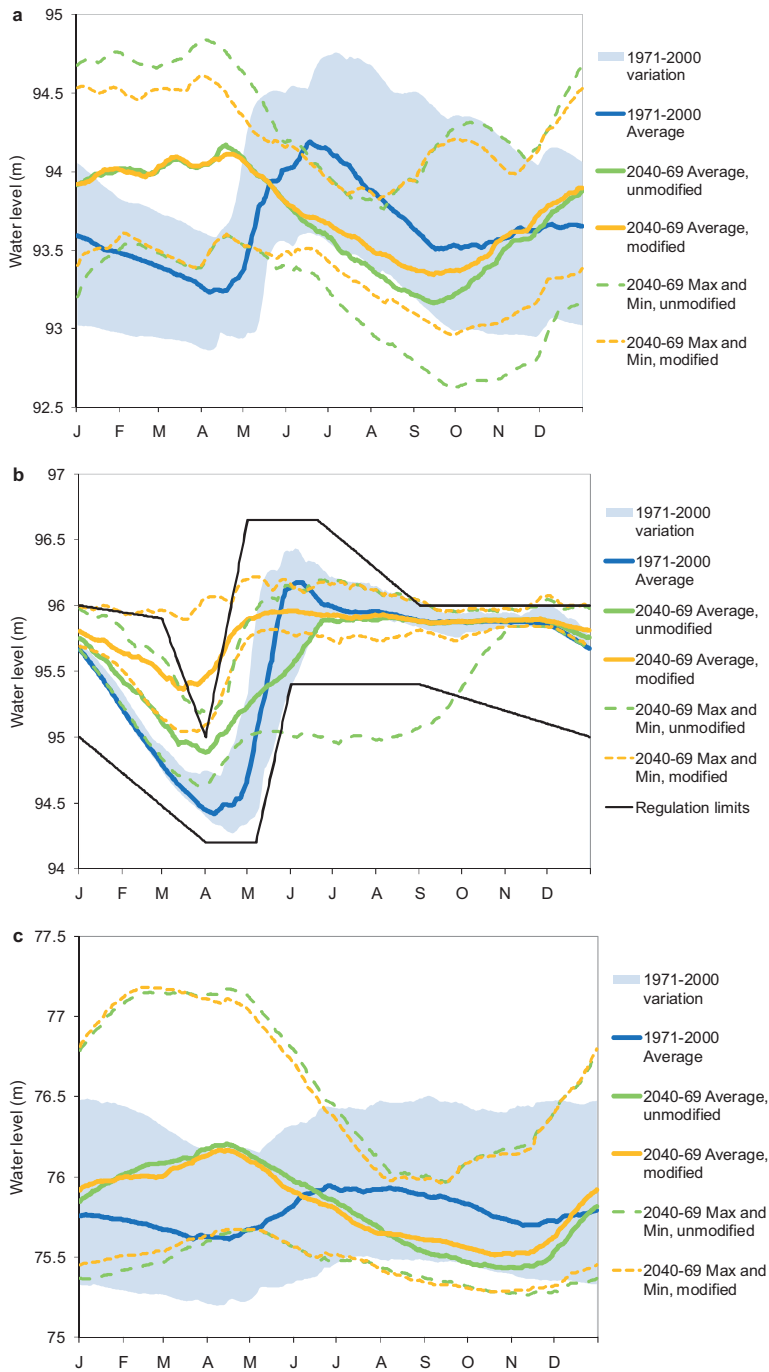 a
95
94.5
94
93.5
93
92.5
Water level (m)
J F M A M J J A S O N D
1971-2000
variation
1971-2000
Average
2040-69 Average,
unmodified
2040-69 Average,
modified
2040-69 Max and
Min, unmodified
2040-69 Max and
Min, modified
b
97
96.5
96
95.5
95
94.5
94
Water level (m)
J F M A M J J A S O N D
1971-2000
variation
1971-2000
Average
2040-69 Average,
unmodified
2040-69 Average,
modified
2040-69 Max and
Min, unmodified
2040-69 Max and
Min, modified
Regulation limits
c
77.5
77
76.5
76
75.5
75
Water level (m)
J F M A M J J A S O N D
1971-2000
variation
1971-2000
Average
2040-69 Average,
unmodified
2040-69 Average,
modified
2040-69 Max and
Min, unmodified
2040-69 Max and
Min, modified